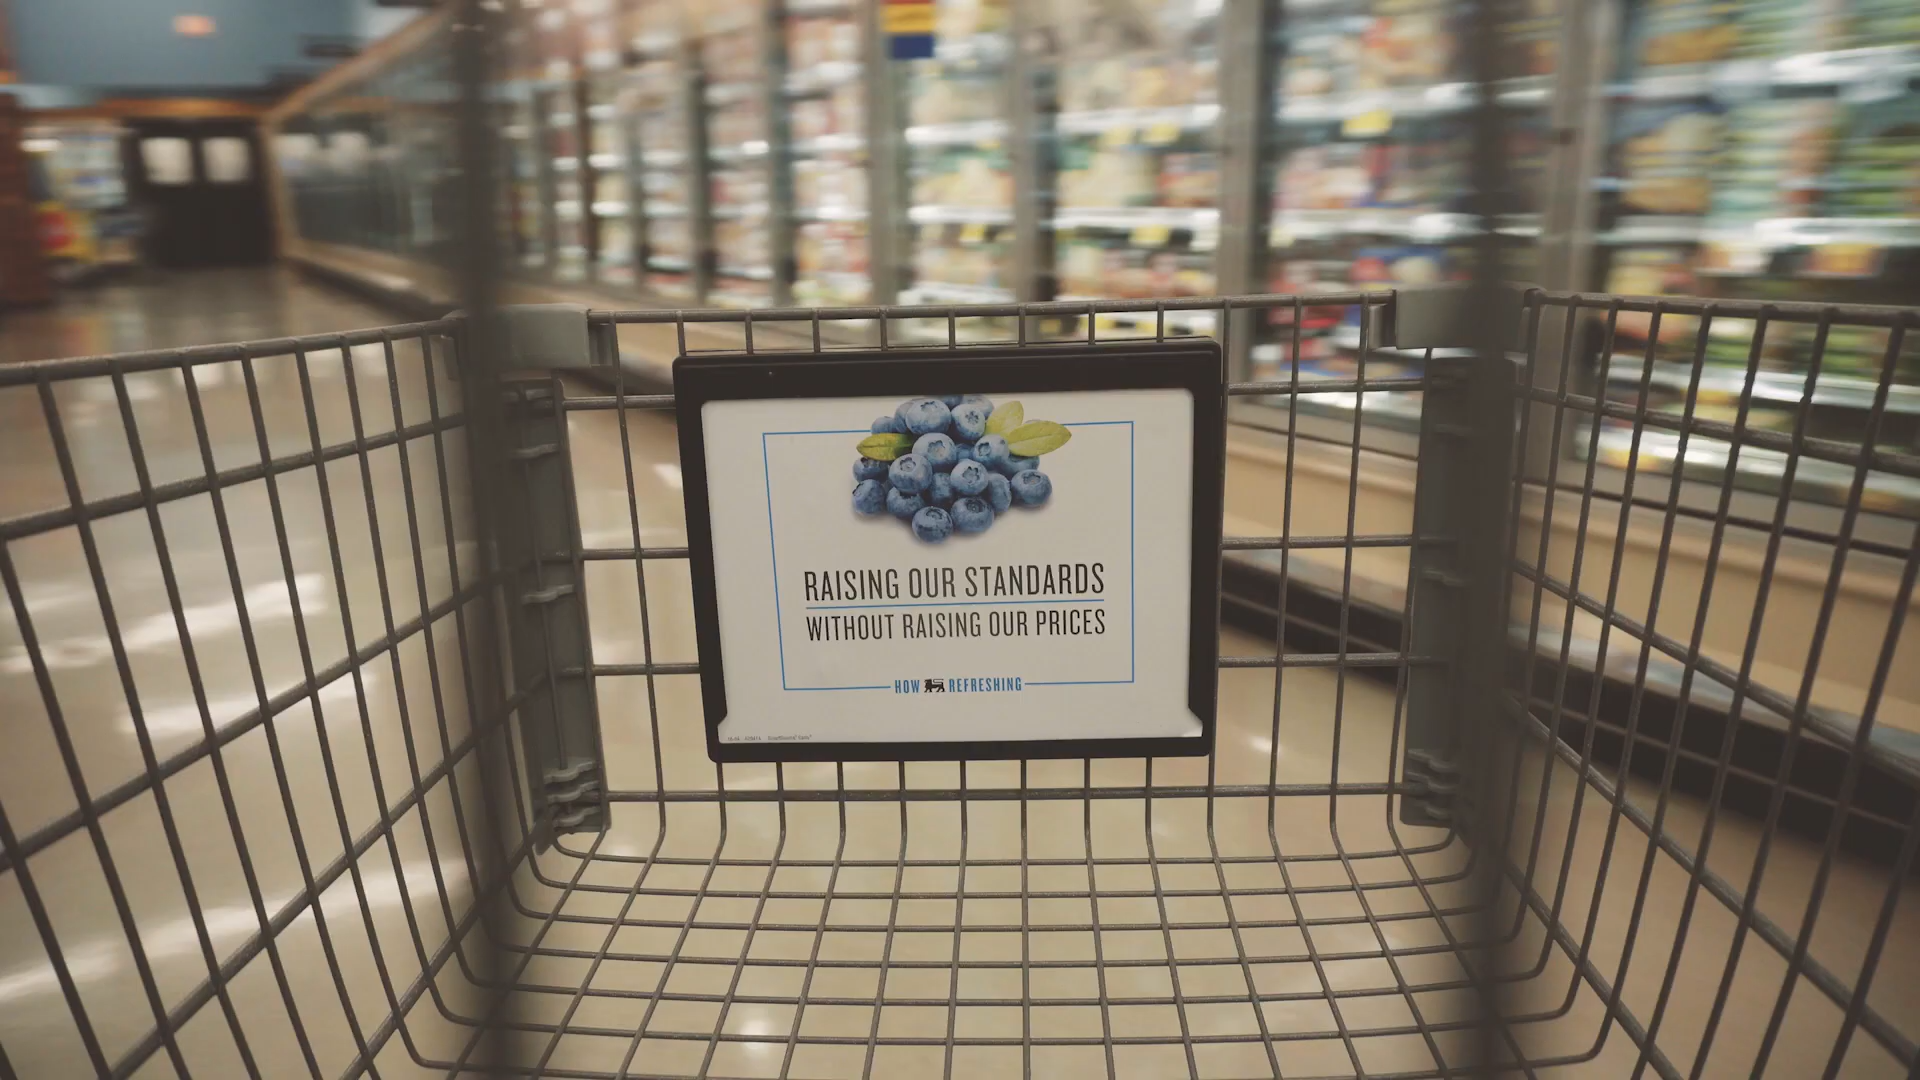 RAISING OUR STANDARDS
WITHOUT RAISING OUR PRICES
HOW REFRESHING